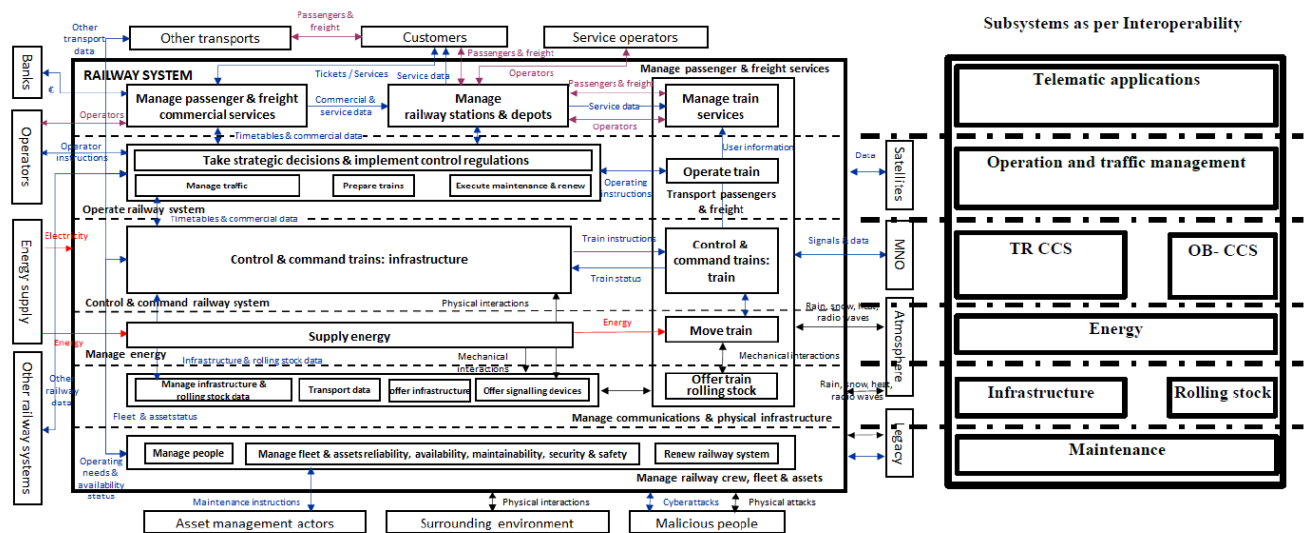 Other
transport
data
Passengers &
freight
Other transports
Customers
Service operators
Subsystems as per Interoperability
Banks
€
RAILWAY SYSTEM
Tickets / Services
Service data
Passengers & freight
Operators
Manage passenger & freight services
Passengers & freight
Manage passenger & freight
commercial services
Commercial &
service data
Manage
railway stations & depots
Service data
Operators
Manage train
services
Telematic applications
Operators
Operators
Operator
instructions
Timetables & commercial data
User information
Take strategic decisions & implement control regulations
Manage traffic
Prepare trains
Execute maintenance & renew
Operating
instructions
Operate train
Transport passengers
& freight
Data
Satellites
Operation and traffic management
Operate railway system
Timetables & commercial data
Electricity
Energy
supply
Control & command trains: infrastructure
Train instructions
Train status
Control &
command trains:
train
Signals & data
MNO
TR CCS
OB- CCS
Control & command railway system
Physical interactions
Rain, snow, heat,
radio waves
Atmosphere
Supply energy
Energy
Move train
Energy
Energy
Manage energy
Infrastructure & rolling stock data
Mechanical
interactions
Mechanical interactions
Other
railway data
Other railway
systems
Manage infrastructure &
rolling stock data
Transport data
offer infrastructure
Offer signalling devices
Offer train
rolling stock
Rain, snow, heat,
radio waves
Infrastructure
Rolling stock
Fleet & assetstatus
Manage communications & physical infrastructure
Legacy
Manage people
Manage fleet & assets reliability, availability, maintainability, security & safety
Renew railway system
Maintenance
Operating
needs &
availability
status
Manage railway crew, fleet & assets
Maintenance instructions
Physical interactions
Cyberattacks
Physical attacks
Asset management actors
Surrounding environment
Malicious people